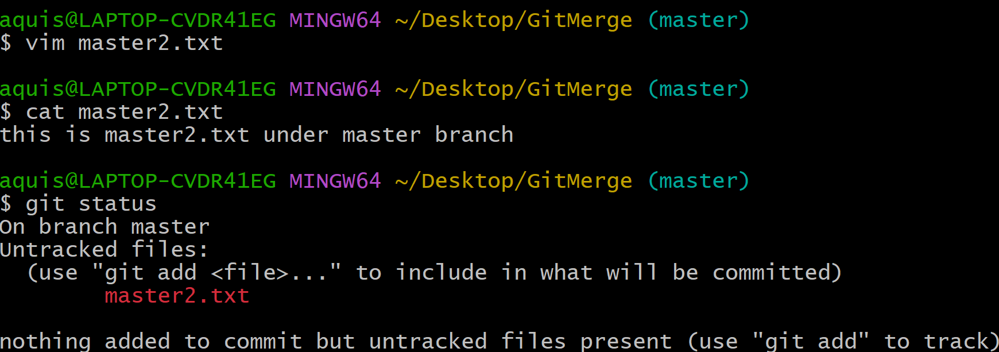 aquis@LAPTOP-CVDR41EG MINGW64 ~/Desktop/GitMerge (master)
$ vim master2.txt
aquis@LAPTOP-CVDR41EG MINGW64 ~/Desktop/GitMerge (master)
$ cat master2.txt
this is master2.txt under master branch
aquis@LAPTOP-CVDR41EG MINGW64 ~/Desktop/GitMerge (master)
$ git status
On branch master
Untracked files:
  (use "git add <file>..." to include in what will be committed)
        master2.txt
nothing added to commit but untracked files present (use "git add" to track)